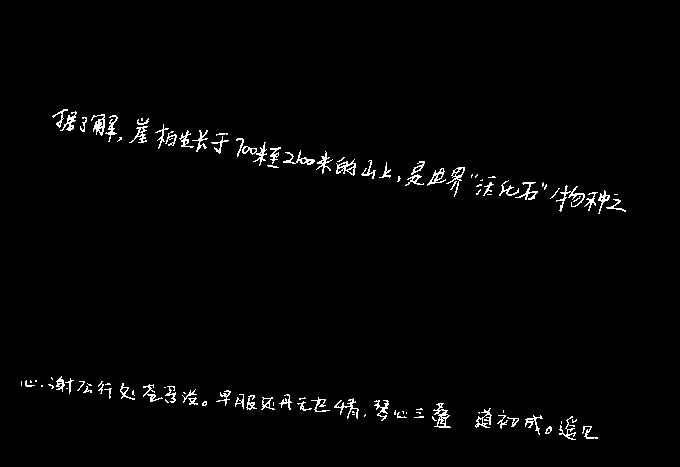 据了解,崖柏生长于700米至2100米的山上,是世界“活化石”物种之
心.谢公行处苍苔没。早服还丹无世情,琴心三叠 道初成。遥见